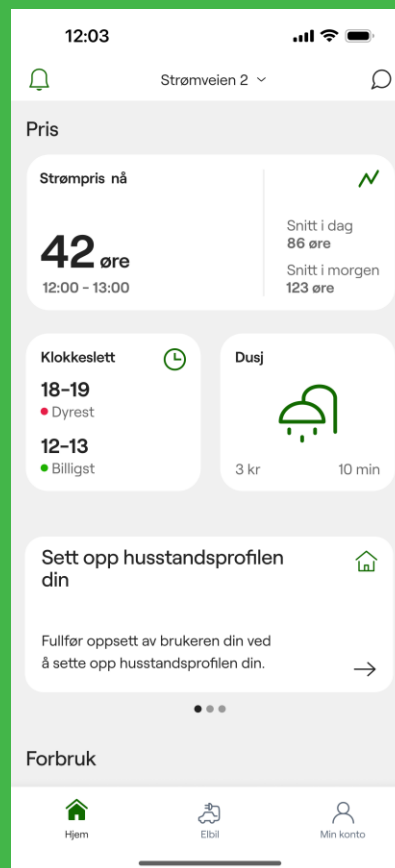 12:03
Strømveien 2
Pris
Strømpris nå
42 øre
12:00 - 13:00
Snitt i dag
86 øre
Snitt i morgen
123 øre
Klokkeslett
18-19
Dyrest
12-13
Billigst
Dusj
3 kr
10 min
Sett opp husstandsprofilen
din
Fullfør oppsett av brukeren din ved
å sette opp husstandsprofilen din.
Forbruk
Hjem
Elbil
Min konto